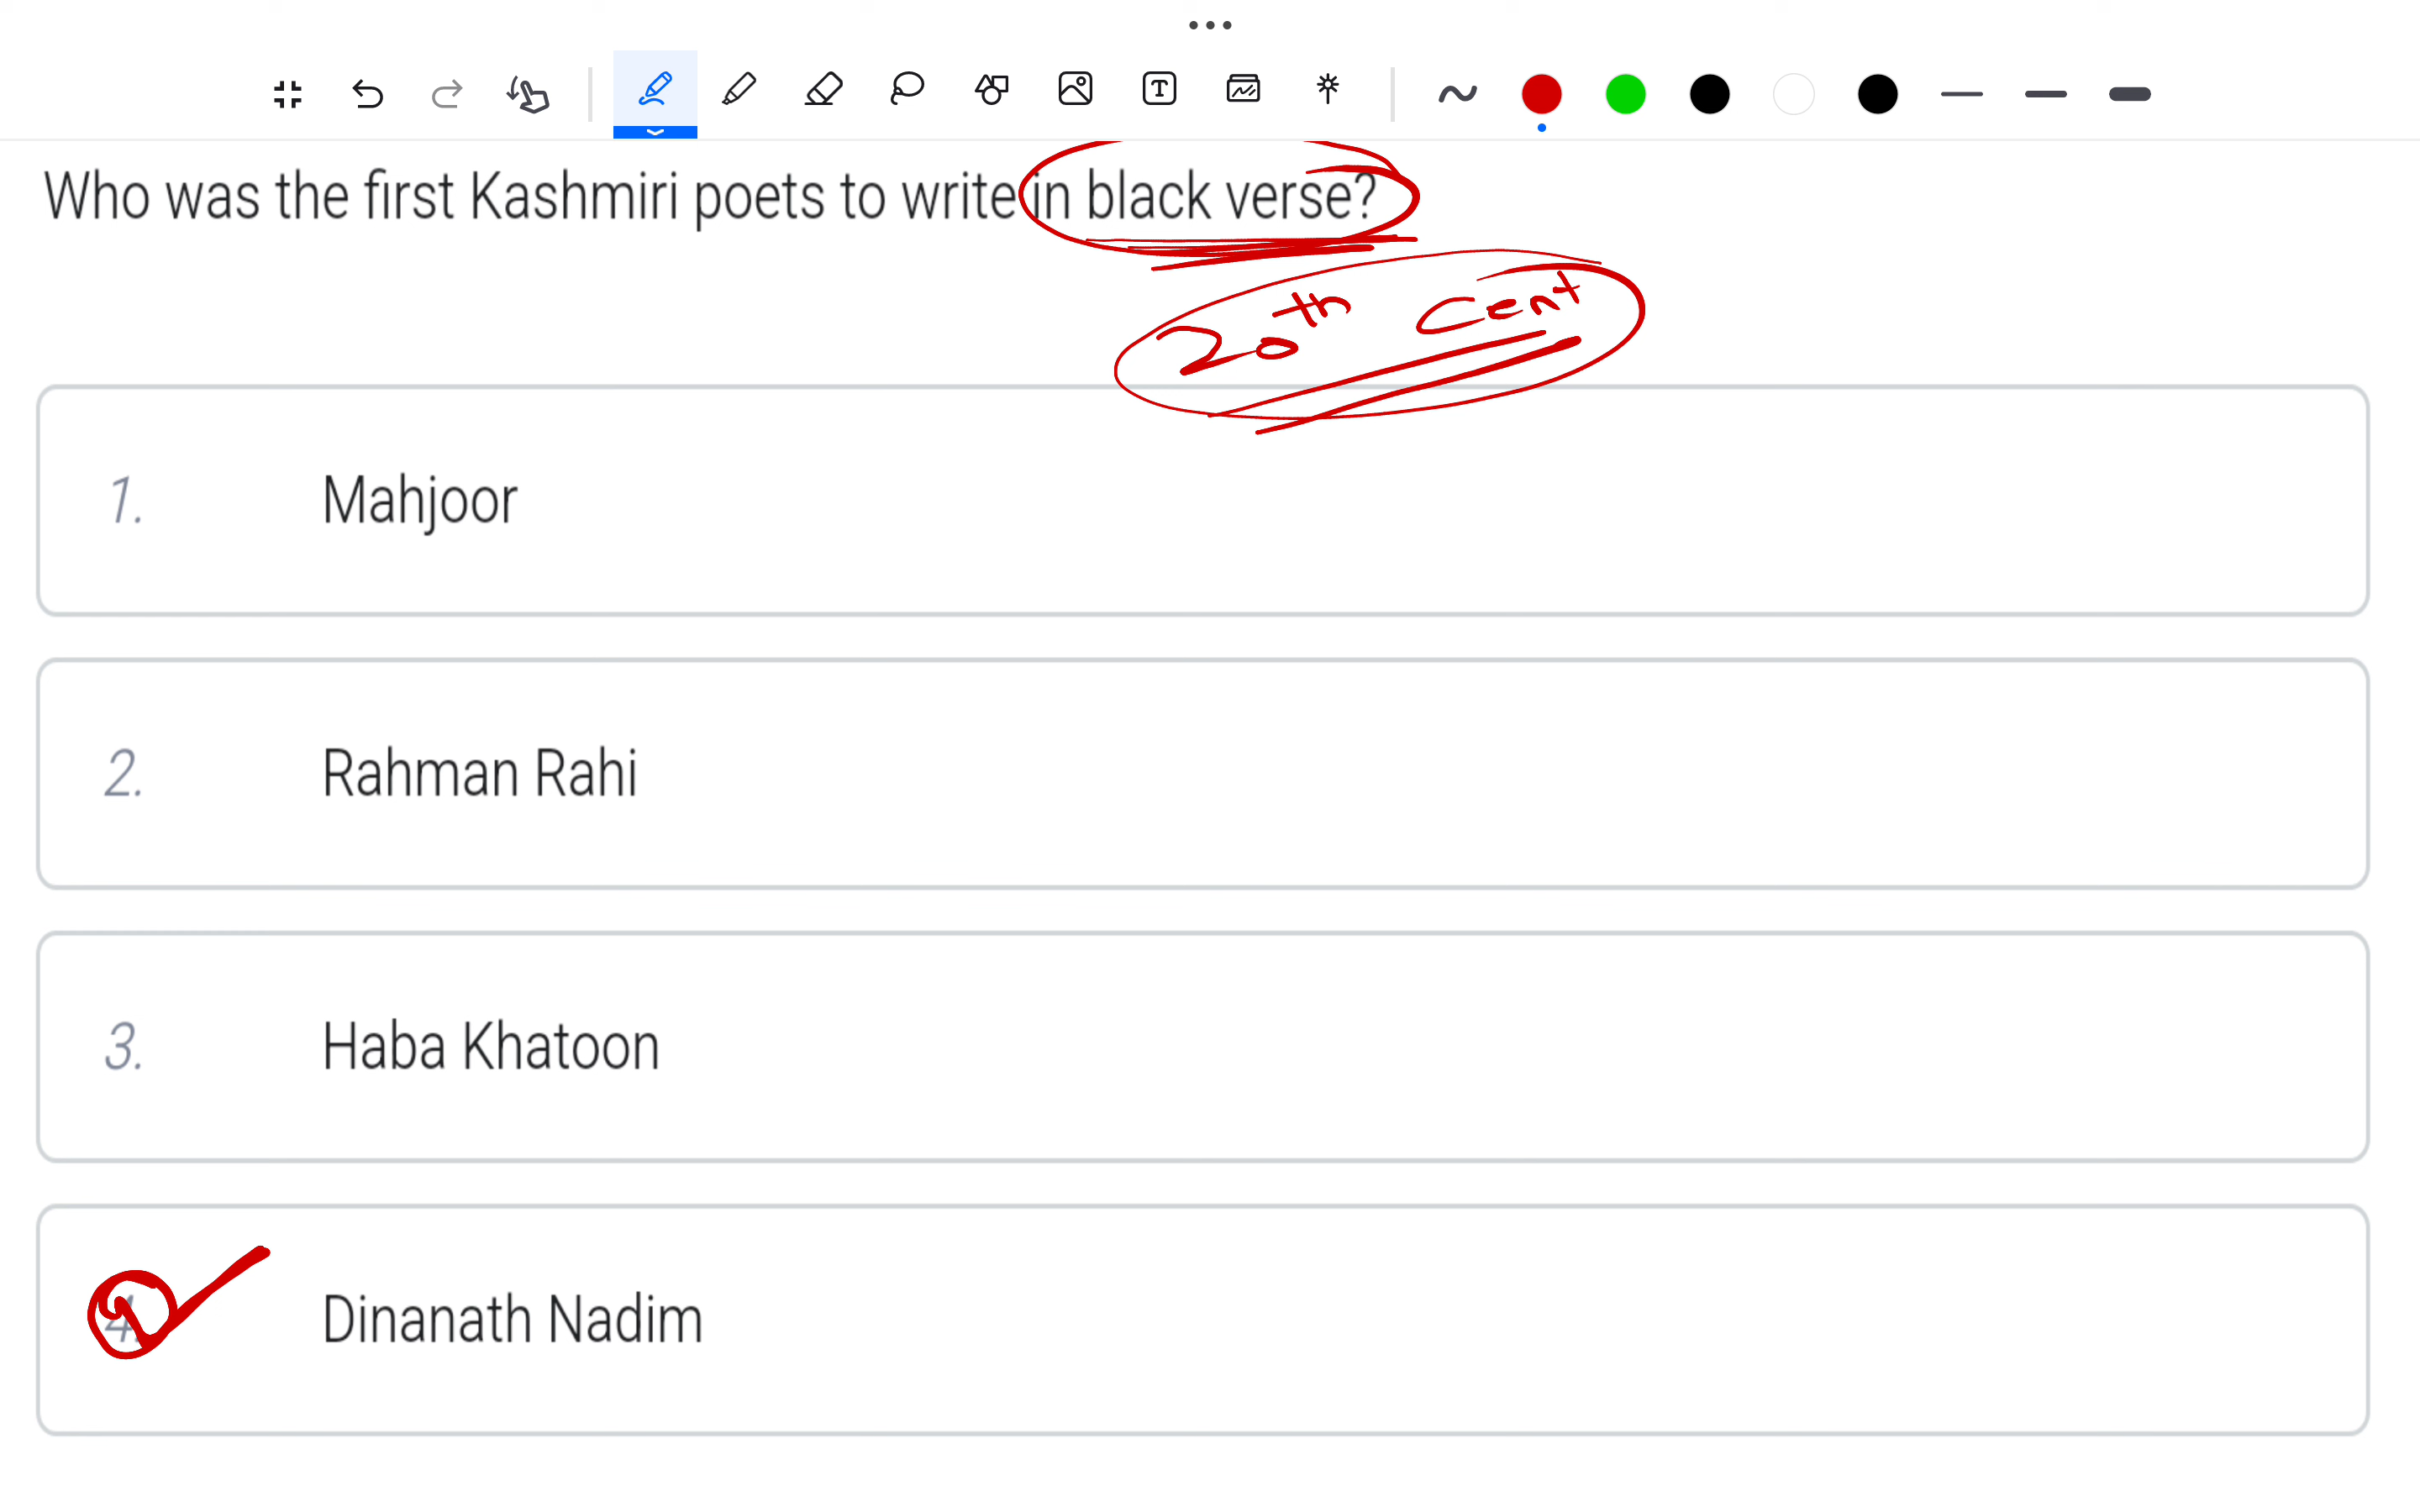 Who was the first Kashmiri poets to write in black verse?
20th Cent
1. Mahjoor
2. Rahman Rahi
3. Haba Khatoon
4. Dinanath Nadim